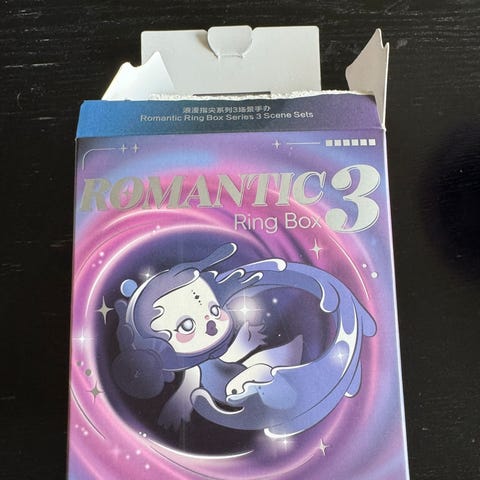 浪漫指尖系列3场景手办
Romantic Ring Box Series 3 Scene Sets
ROMANTIC 3
Ring Box